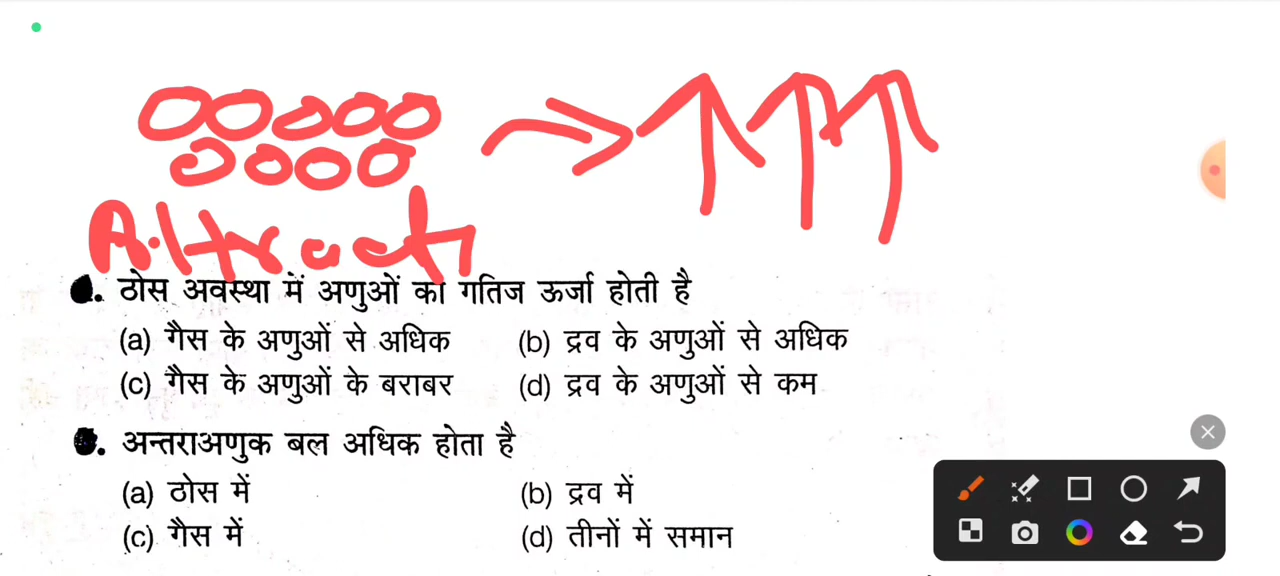 Attract
ठोस अवस्था में अणुओं की गतिज ऊर्जा होती है
(a) गैस के अणुओं से अधिक (b) द्रव के अणुओं से अधिक
(c) गैस के अणुओं के बराबर (d) द्रव के अणुओं से कम
अन्तराअणुक बल अधिक होता है
(a) ठोस में (b) द्रव में
(c) गैस में (d) तीनों में समान